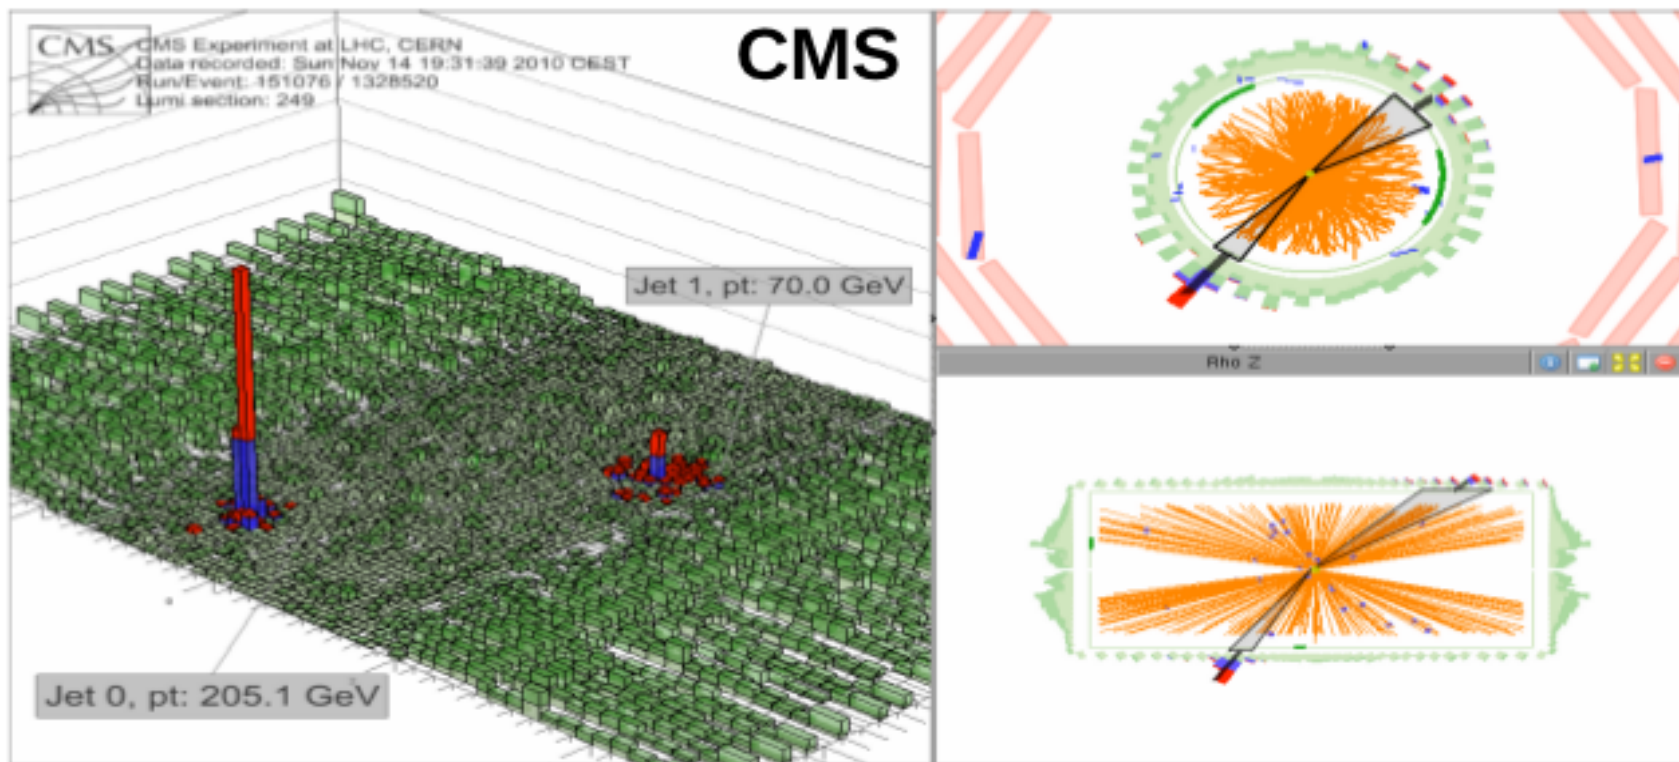 CMS
CMS Experiment at LHC, CERN
Data recorded: Sun Nov 14 19:31:39 2010 CEST
Run/Event: 151076 / 1328520
Lumi section: 249
CMS
Jet 1, pt: 70.0 GeV
Jet 0, pt: 205.1 GeV
Rho Z